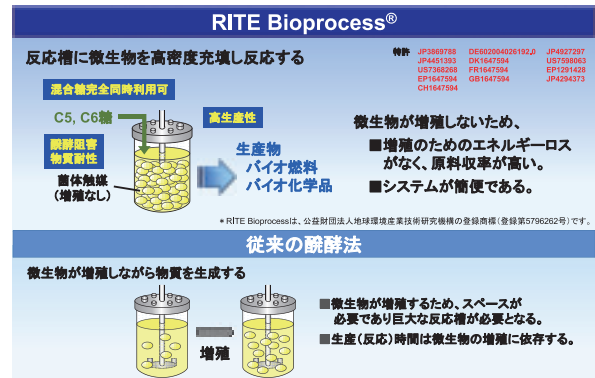 RITE Bioprocess®
反応槽に微生物を高密度充填し反応する
特許 JP3869788 DE602004026192.0 JP4927297
JP4451393 DK1647594 US7598063
US7368268 FR1647594 EP1291428
EP1647594 GB1647594 JP4294373
CH1647594
混合糖完全同時利用可
C5, C6糖
高生産性
醗酵阻害
物質耐性
菌体触媒
(増殖なし)
生産物
バイオ燃料
バイオ化学品
微生物が増殖しないため、
■増殖のためのエネルギーロス
がなく、原料収率が高い。
■システムが簡便である。
＊RITE Bioprocessは、公益財団法人地球環境産業技術研究機構の登録商標（登録第5796262号）です。
従来の醗酵法
微生物が増殖しながら物質を生成する
増殖
■微生物が増殖するため、スペースが
必要であり巨大な反応槽が必要となる。
■生産（反応）時間は微生物の増殖に依存する。